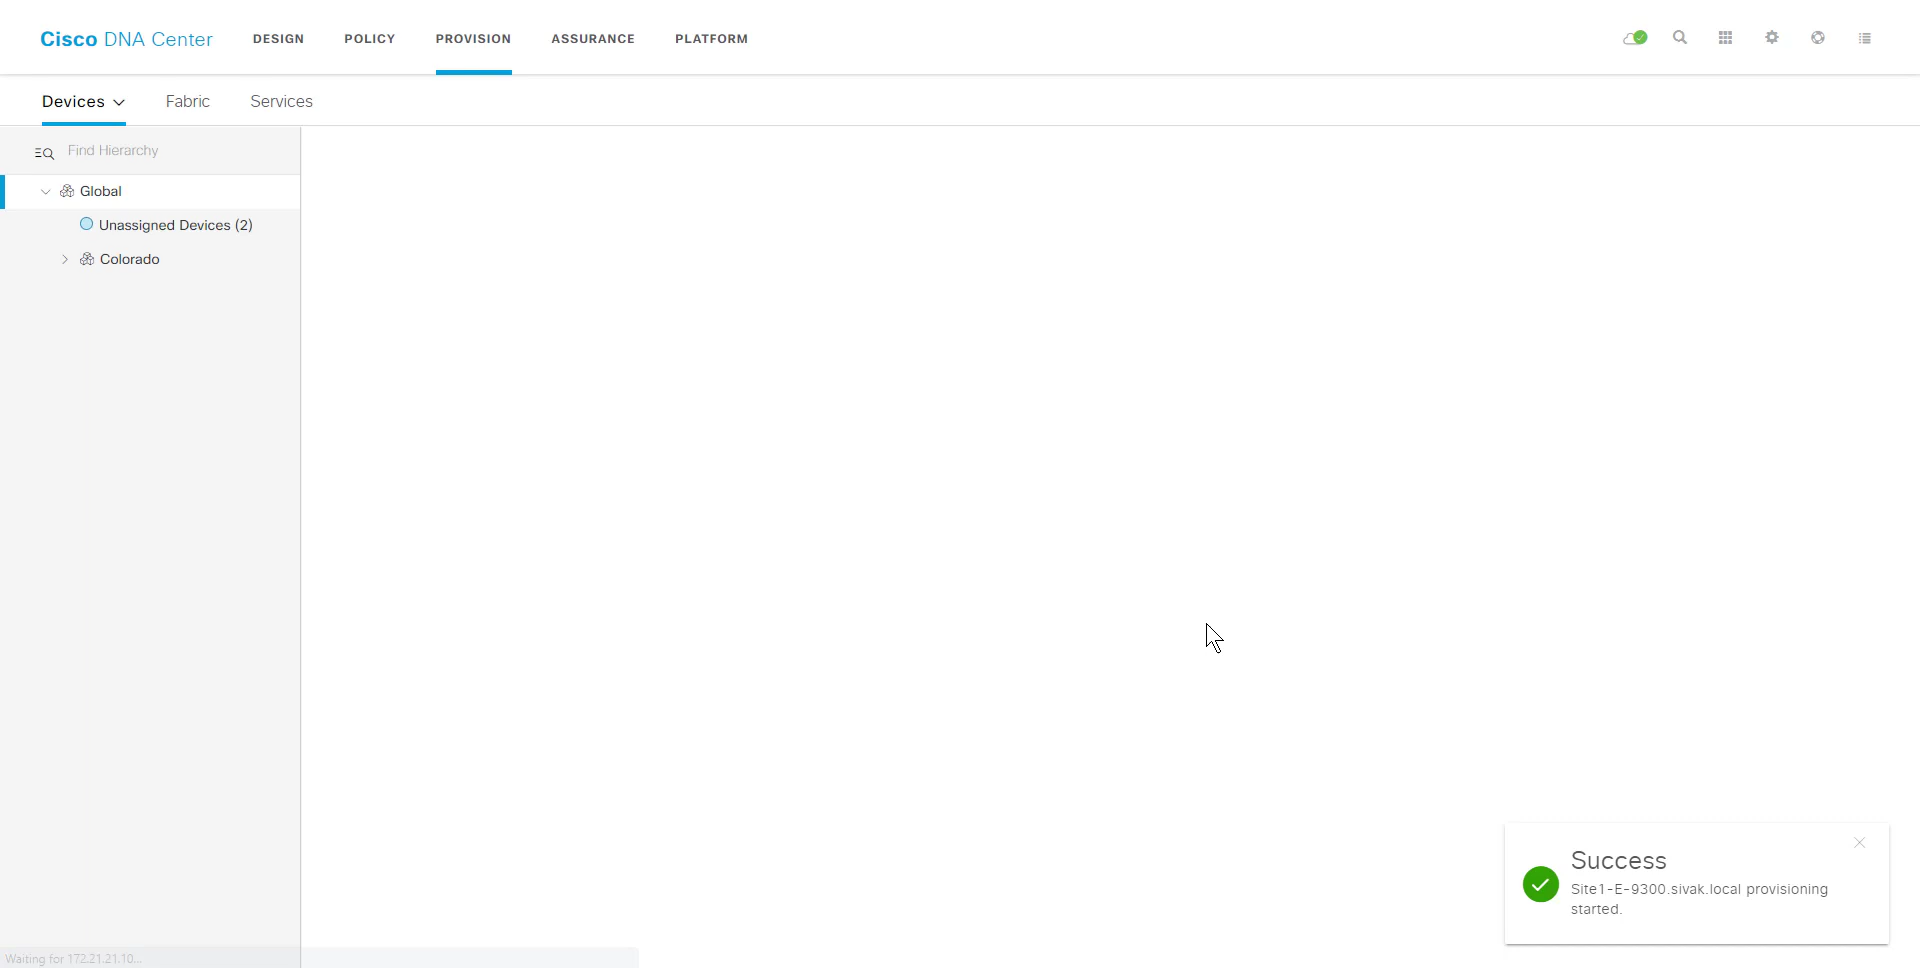 Cisco DNA Center DESIGN POLICY PROVISION ASSURANCE PLATFORM
Devices Fabric Services
Find Hierarchy
Global
Unassigned Devices (2)
Colorado
Success
Site1-E-9300.sivak.local provisioning
started.
Waiting for 172.21.21.10...